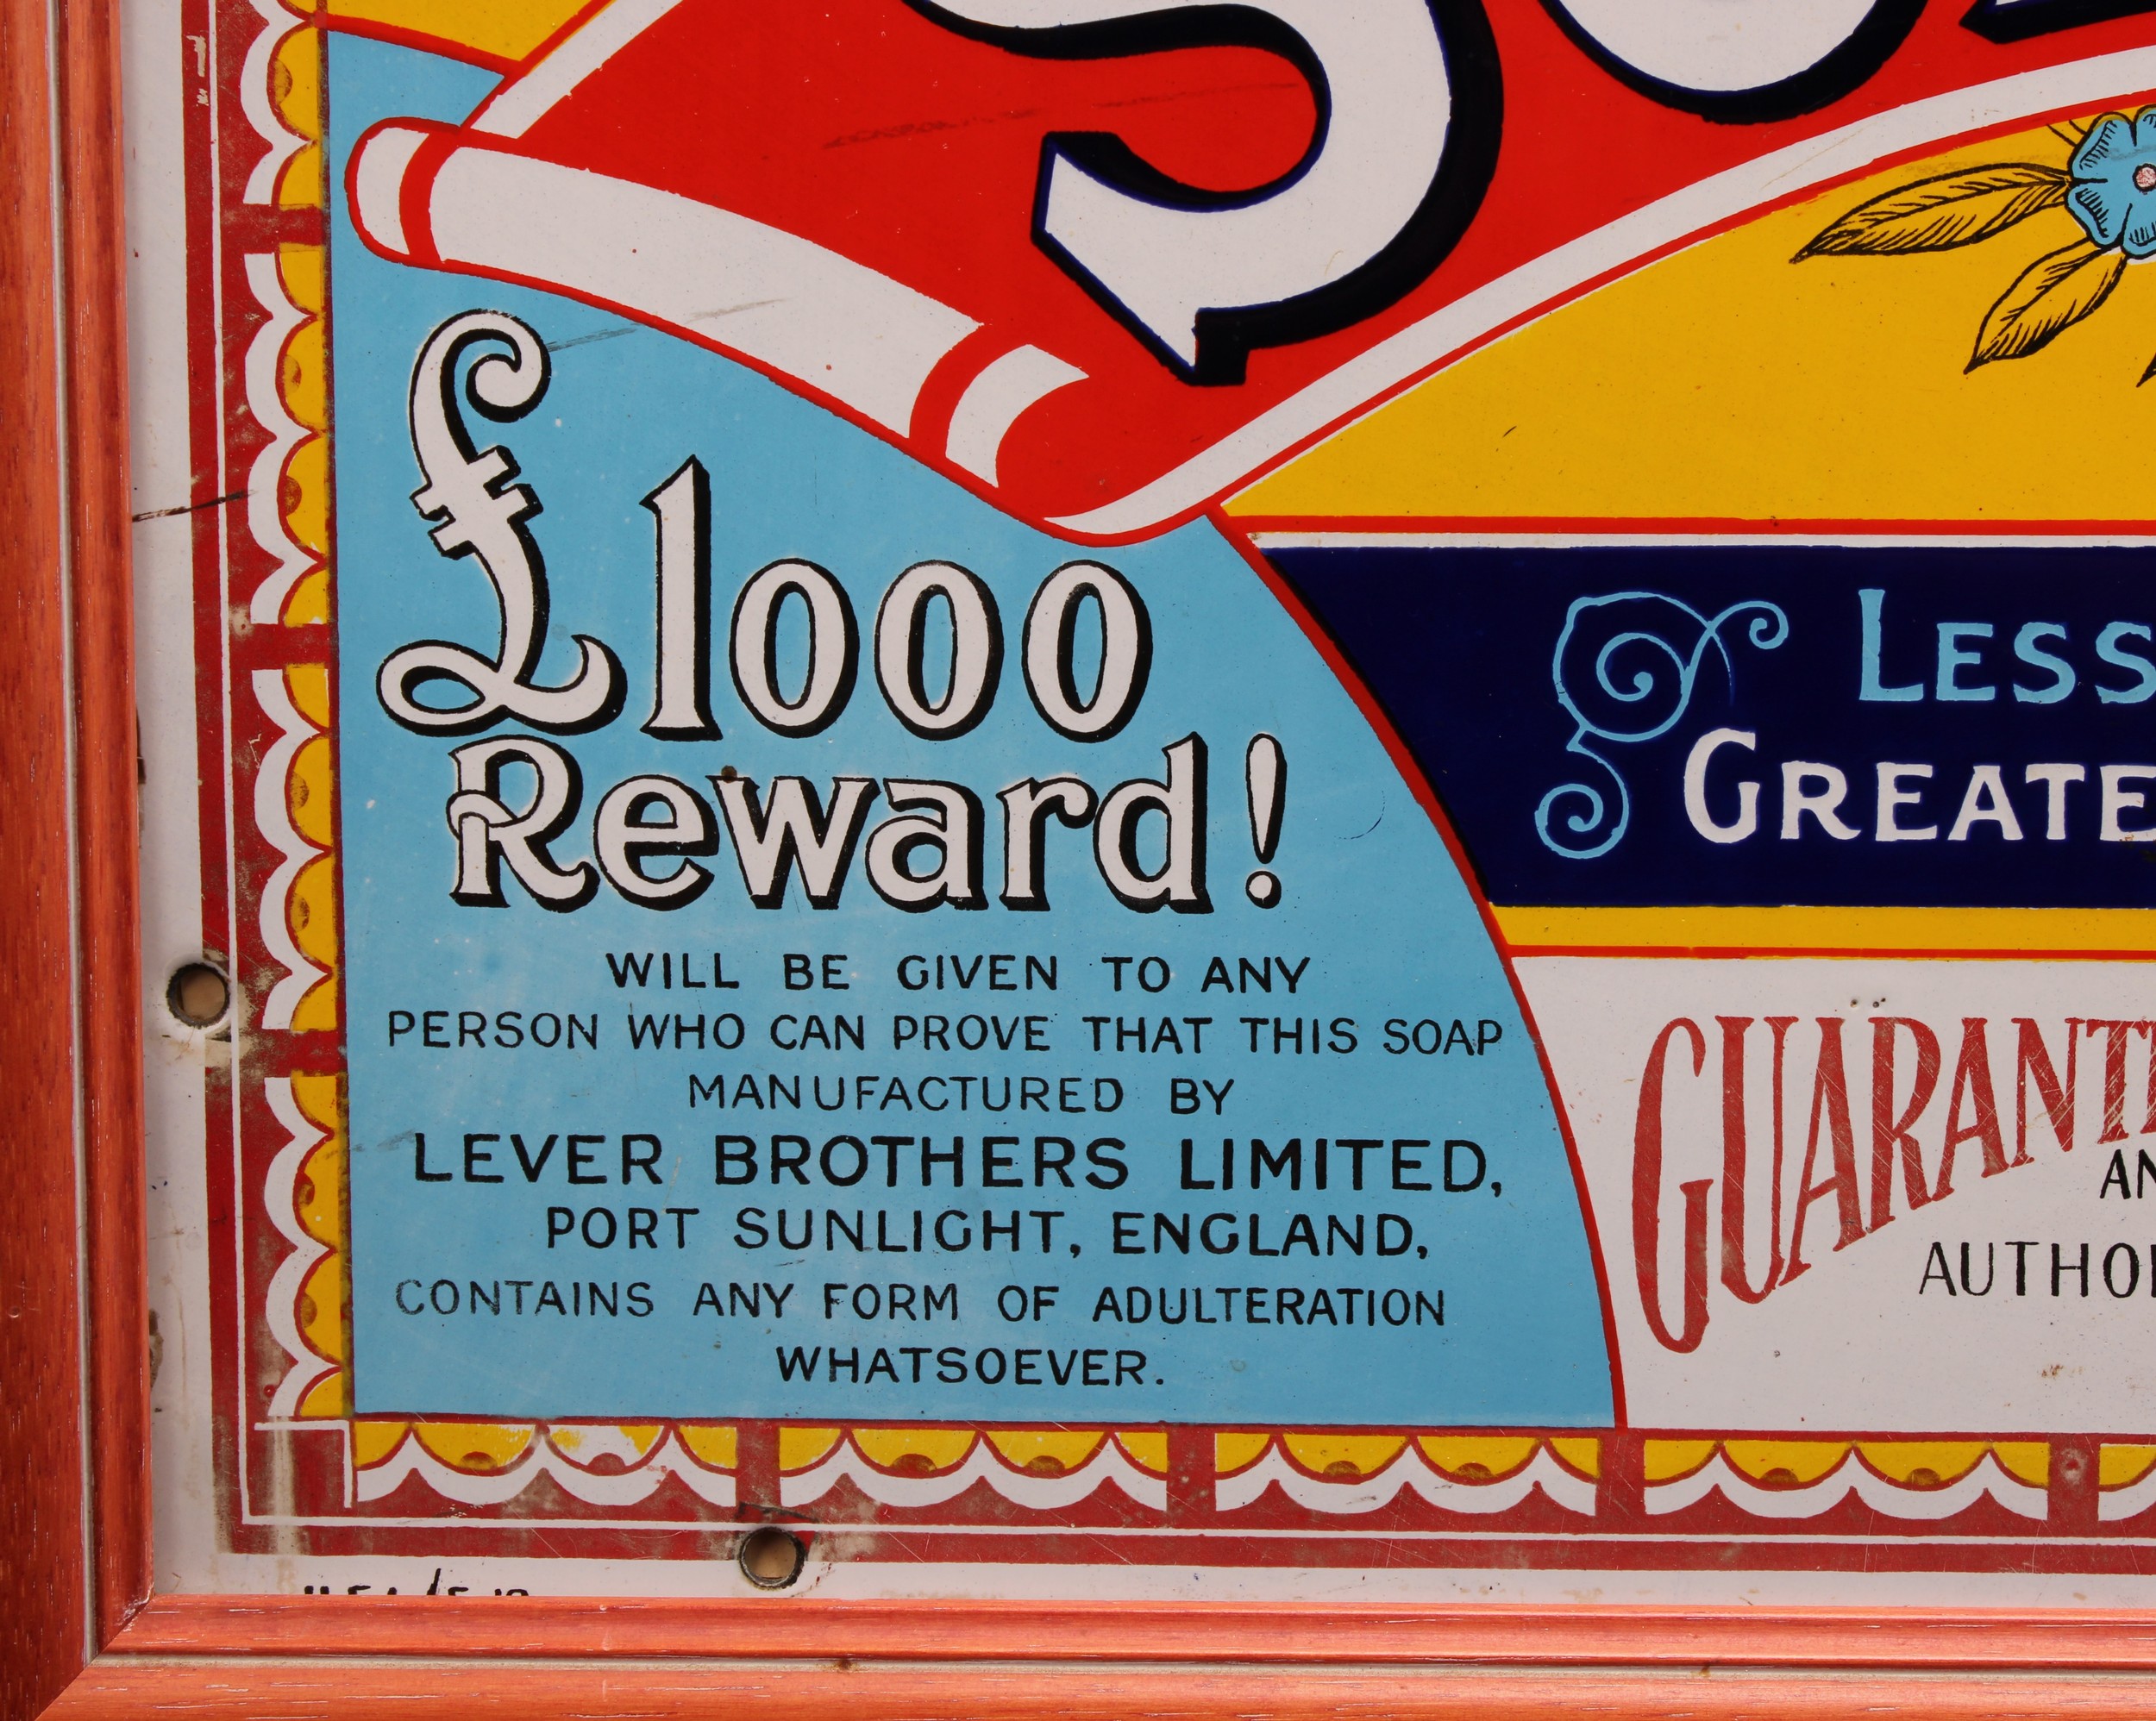 £1000
Reward!
WILL BE GIVEN TO ANY
PERSON WHO CAN PROVE THAT THIS SOAP
MANUFACTURED BY
LEVER BROTHERS LIMITED,
PORT SUNLIGHT, ENGLAND,
CONTAINS ANY FORM OF ADULTERATION
WHATSOEVER.
LESS
GREATE
GUARANT
AN
AUTHO